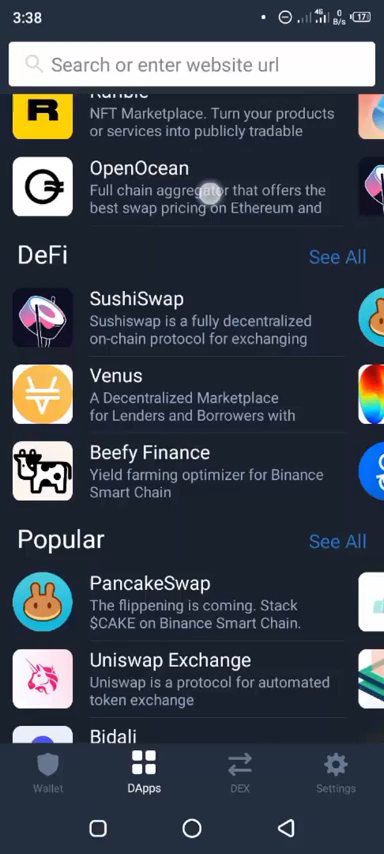 3:38
4G
0
B/s
17
Search or enter website url
Rarible
NFT Marketplace. Turn your products
or services into publicly tradable
OpenOcean
Full chain aggregator that offers the
best swap pricing on Ethereum and
DeFi
See All
SushiSwap
Sushiswap is a fully decentralized
on-chain protocol for exchanging
Venus
A Decentralized Marketplace
for Lenders and Borrowers with
Beefy Finance
Yield farming optimizer for Binance
Smart Chain
Popular
See All
PancakeSwap
The flippening is coming. Stack
$CAKE on Binance Smart Chain.
Uniswap Exchange
Uniswap is a protocol for automated
token exchange
Bidali
Wallet
DApps
DEX
Settings